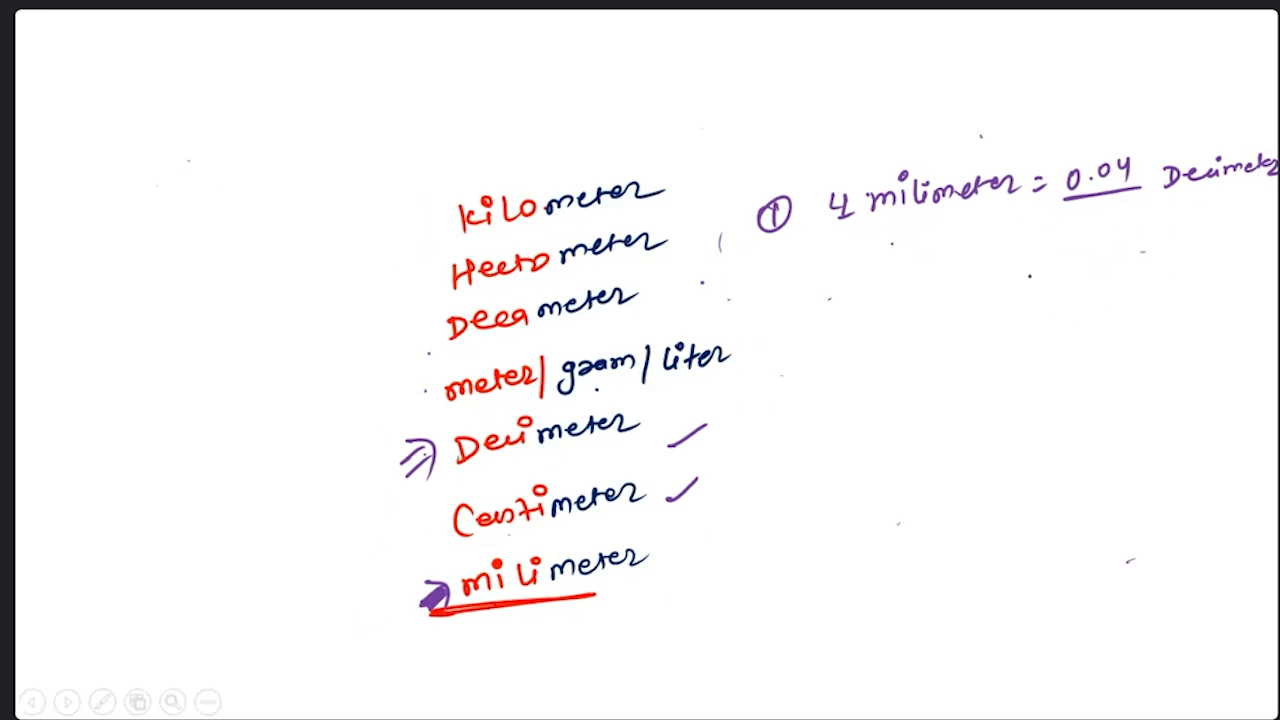 Kilometer
Hectometer
Decameter
meter/ gram / liter
Decimeter
Centimeter
milimeter
① 4 milimeter = 0.04 Decimeter